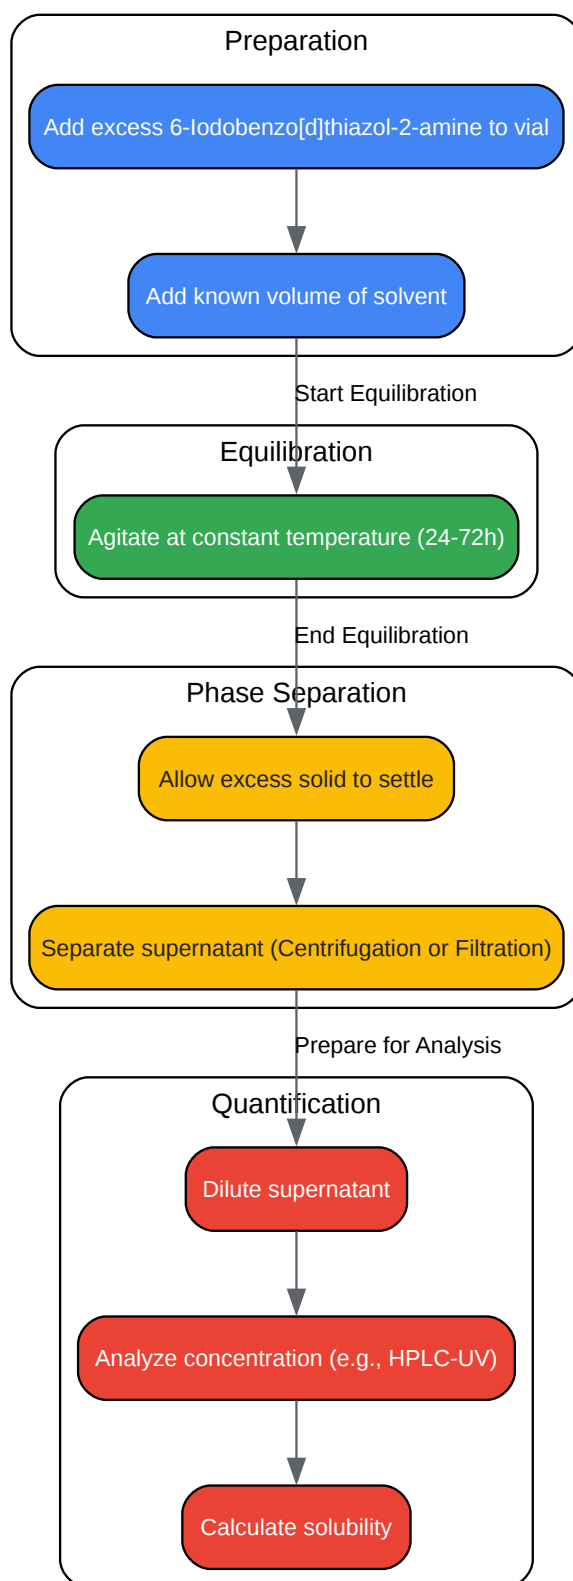 Preparation
Add excess 6-Iodobenzo[d]thiazol-2-amine to vial
Add known volume of solvent
Start Equilibration
Equilibration
Agitate at constant temperature (24-72h)
End Equilibration
Phase Separation
Allow excess solid to settle
Separate supernatant (Centrifugation or Filtration)
Prepare for Analysis
Quantification
Dilute supernatant
Analyze concentration (e.g., HPLC-UV)
Calculate solubility